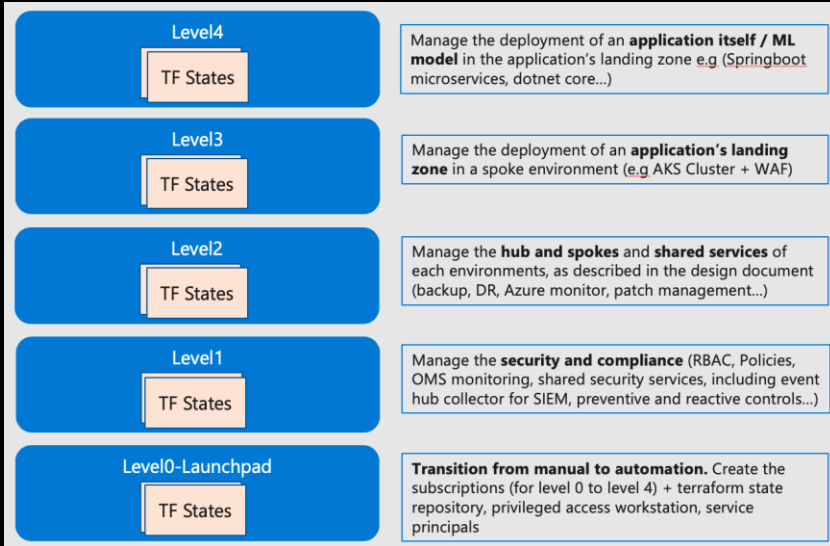 Level4
TF States
Manage the deployment of an application itself / ML
model in the application's landing zone e.g (Springboot
microservices, dotnet core...)
Level3
TF States
Manage the deployment of an application's landing
zone in a spoke environment (e.g AKS Cluster + WAF)
Level2
TF States
Manage the hub and spokes and shared services of
each environments, as described in the design document
(backup, DR, Azure monitor, patch management...)
Level1
TF States
Manage the security and compliance (RBAC, Policies,
OMS monitoring, shared security services, including event
hub collector for SIEM, preventive and reactive controls...)
Level0-Launchpad
TF States
Transition from manual to automation. Create the
subscriptions (for level 0 to level 4) + terraform state
repository, privileged access workstation, service
principals